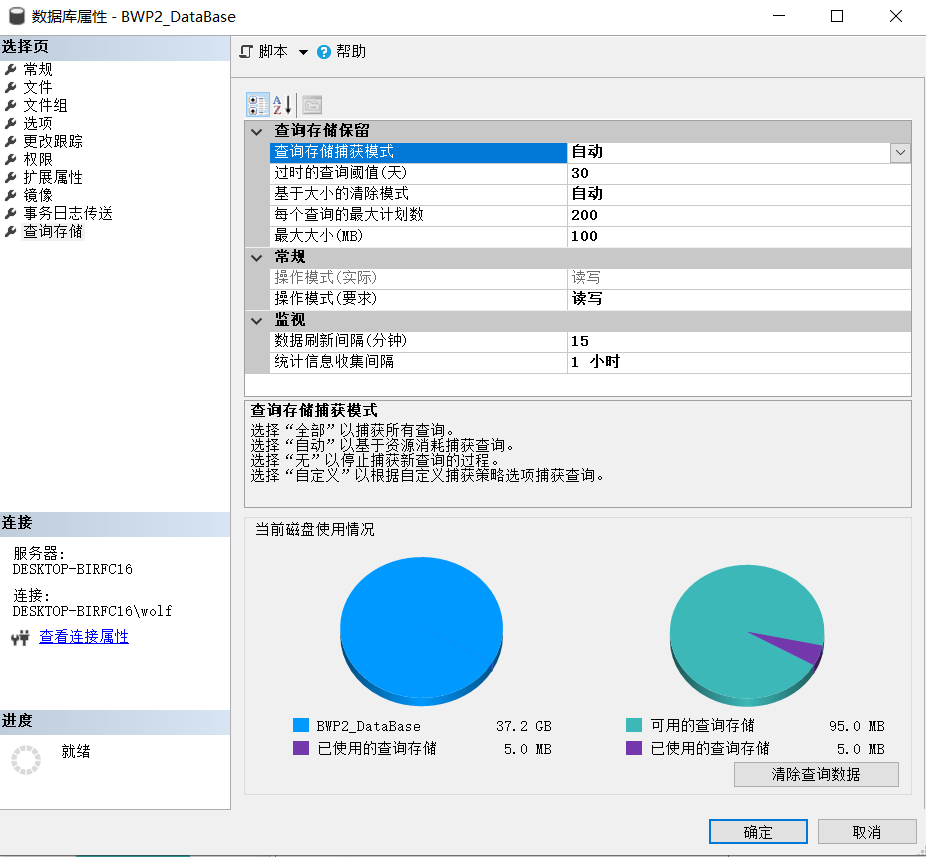 数据库属性 - BWP2_DataBase
选择页
常规
文件
文件组
选项
更改跟踪
权限
扩展属性
镜像
事务日志传送
查询存储
脚本 帮助
查询存储保留
查询存储捕获模式 自动
过时的查询阈值(天) 30
基于大小的清除模式 自动
每个查询的最大计划数 200
最大大小(MB) 100
常规
操作模式(实际) 读写
操作模式(要求) 读写
监视
数据刷新间隔(分钟) 15
统计信息收集间隔 1 小时
查询存储捕获模式
选择“全部”以捕获所有查询。
选择“自动”以基于资源消耗捕获查询。
选择“无”以停止捕获新查询的过程。
选择“自定义”以根据自定义捕获策略选项捕获查询。
连接
服务器:
DESKTOP-BIRFC16
连接:
DESKTOP-BIRFC16\wolf
查看连接属性
进度
就绪
当前磁盘使用情况
BWP2_DataBase 37.2 GB
已使用的查询存储 5.0 MB
可用的查询存储 95.0 MB
已使用的查询存储 5.0 MB
清除查询数据
确定 取消